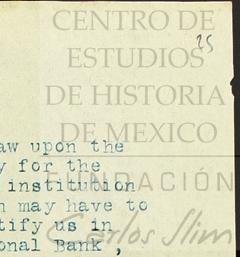 CENTRO DE
25
ESTUDIOS
DE HISTORIA
DE MEXICO
aw upon the
y for the
institution
FUNDACIÓN
n may have to
tify us in
Carlos Slim
onal Bank,